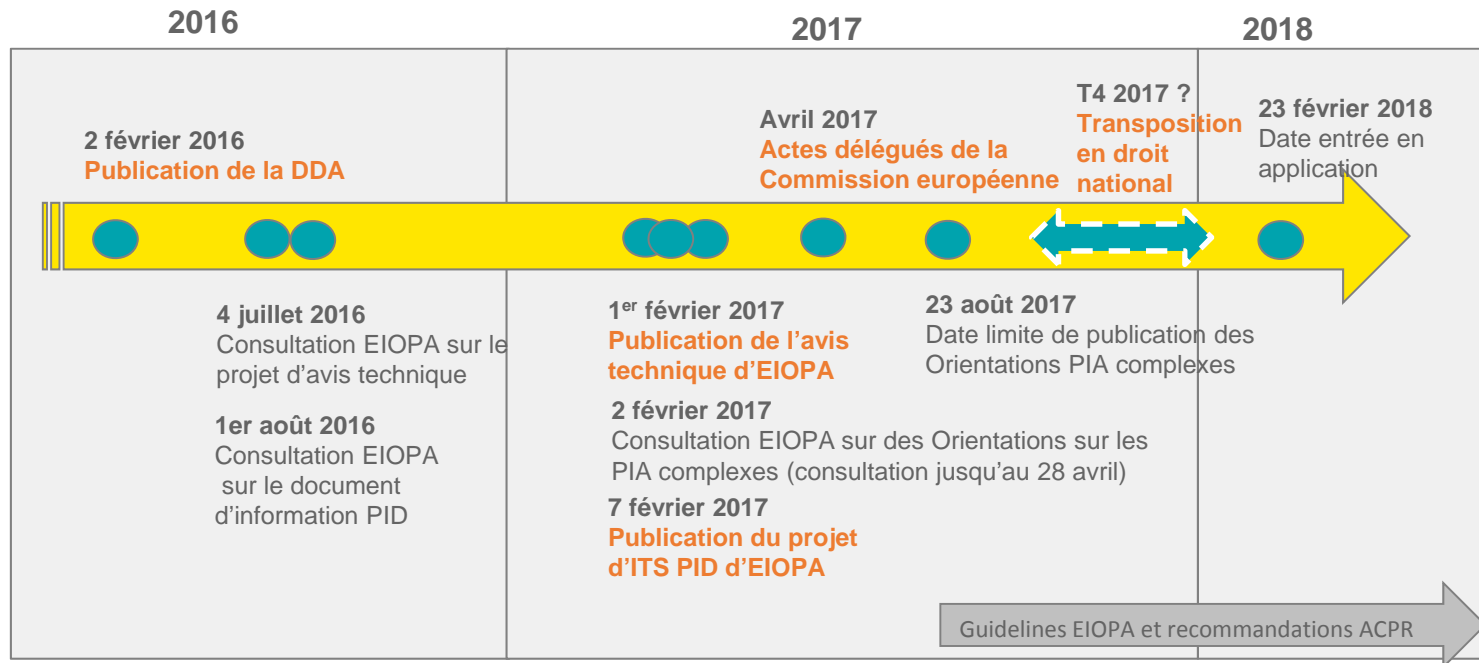 2016
2017
2018
2 février 2016
Publication de la DDA
Avril 2017
Actes délégués de la
Commission européenne
T4 2017 ?
Transposition
en droit
national
23 février 2018
Date entrée en
application
4 juillet 2016
Consultation EIOPA sur le
projet d’avis technique
1er août 2016
Consultation EIOPA
sur le document
d’information PID
1er février 2017
Publication de l’avis
technique d’EIOPA
2 février 2017
Consultation EIOPA sur des Orientations sur les
PIA complexes (consultation jusqu’au 28 avril)
7 février 2017
Publication du projet
d’ITS PID d’EIOPA
23 août 2017
Date limite de publication des
Orientations PIA complexes
Guidelines EIOPA et recommandations ACPR